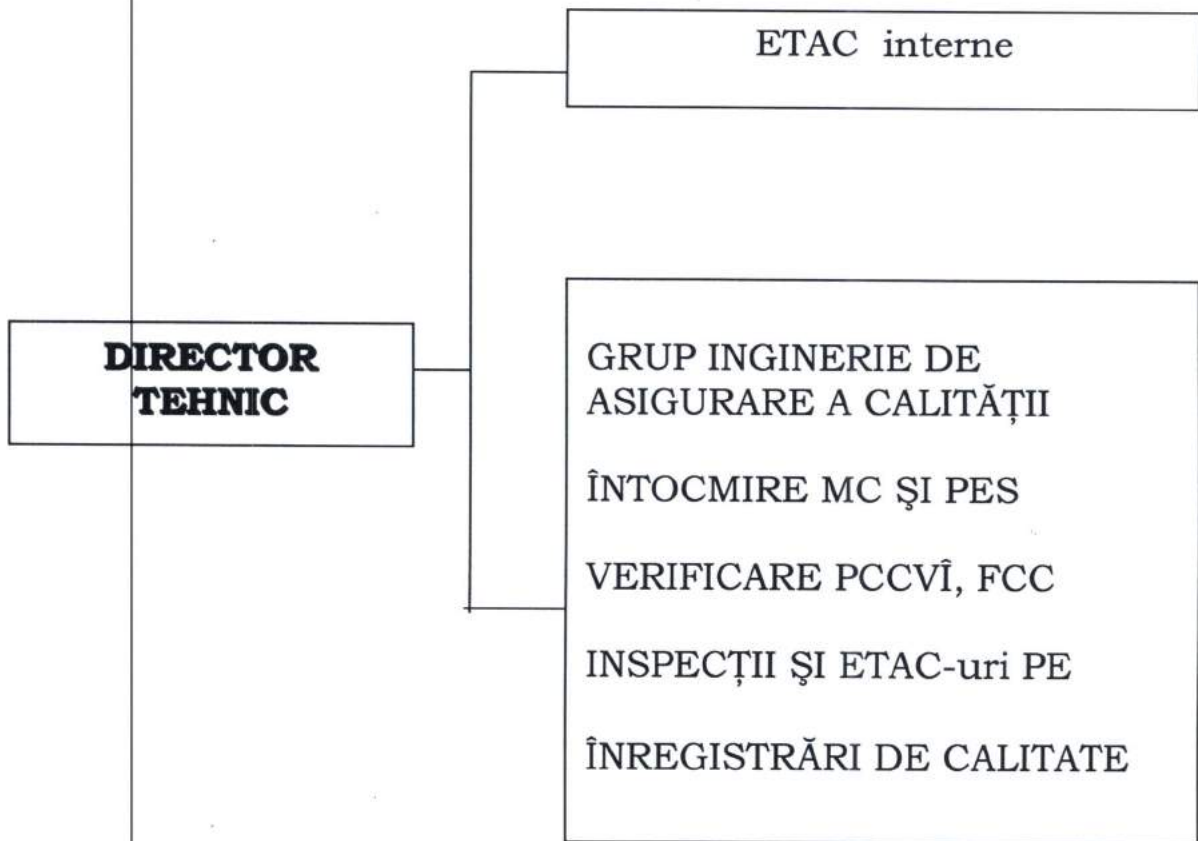 ETAC interne
DIRECTOR
TEHNIC
GRUP INGINERIE DE
ASIGURARE A CALITĂȚII
ÎNTOCMIRE MC ŞI PES
VERIFICARE PCCVÎ, FCC
INSPECȚII ŞI ETAC-uri PE
ÎNREGISTRĂRI DE CALITATE